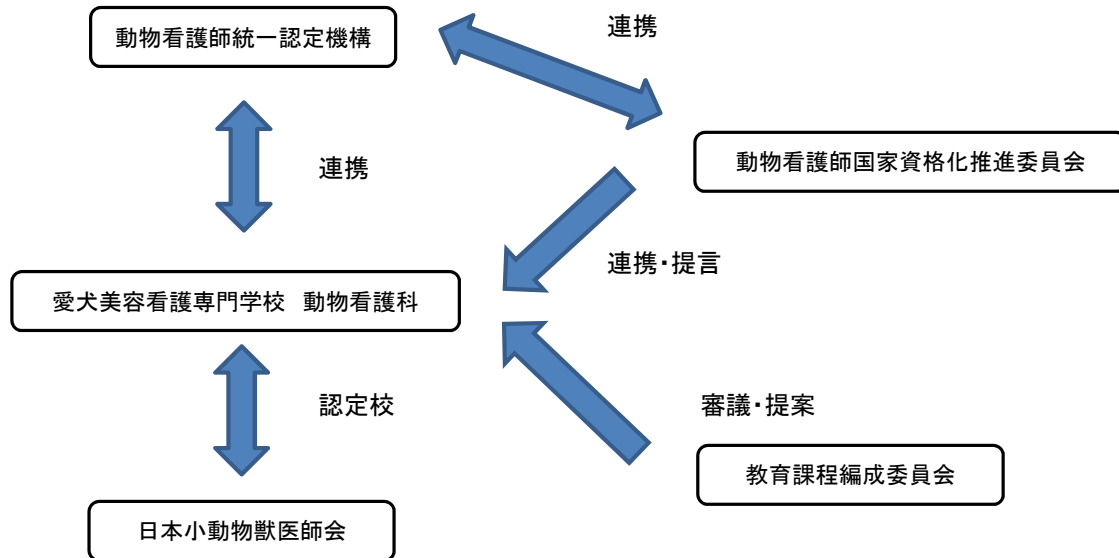 動物看護師統一認定機構
連携
連携
動物看護師国家資格化推進委員会
連携・提言
愛犬美容看護専門学校　動物看護科
認定校
審議・提案
教育課程編成委員会
日本小動物獣医師会